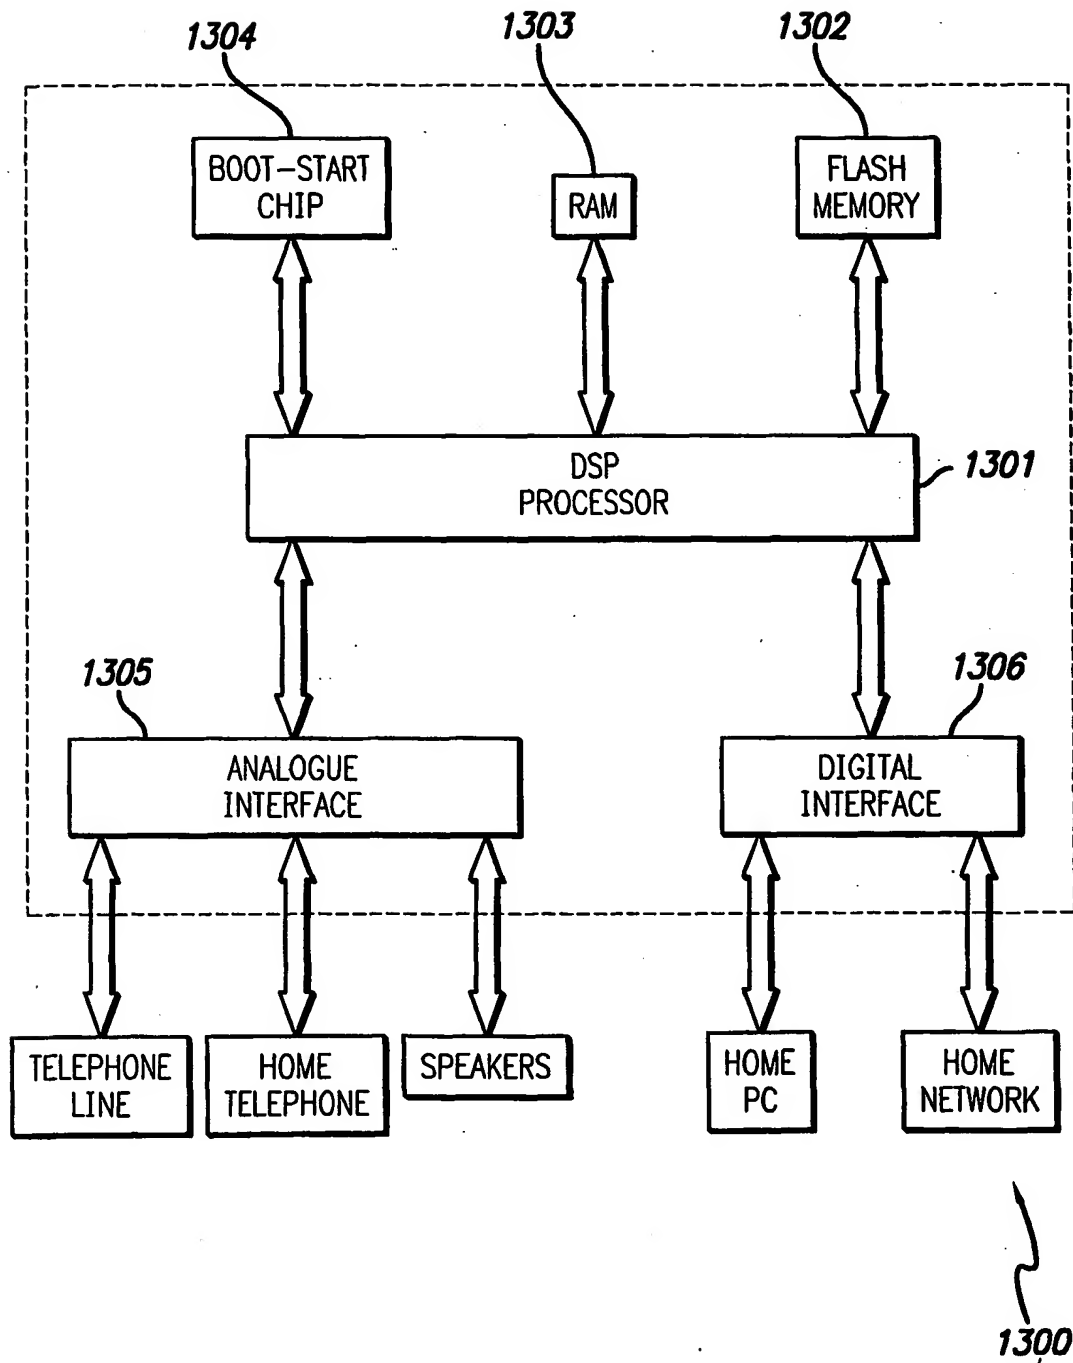 1304
1303
1302
BOOT-START
CHIP
RAM
FLASH
MEMORY
DSP
PROCESSOR
1301
1305
1306
ANALOGUE
INTERFACE
DIGITAL
INTERFACE
TELEPHONE
LINE
HOME
TELEPHONE
SPEAKERS
HOME
PC
HOME
NETWORK
1300